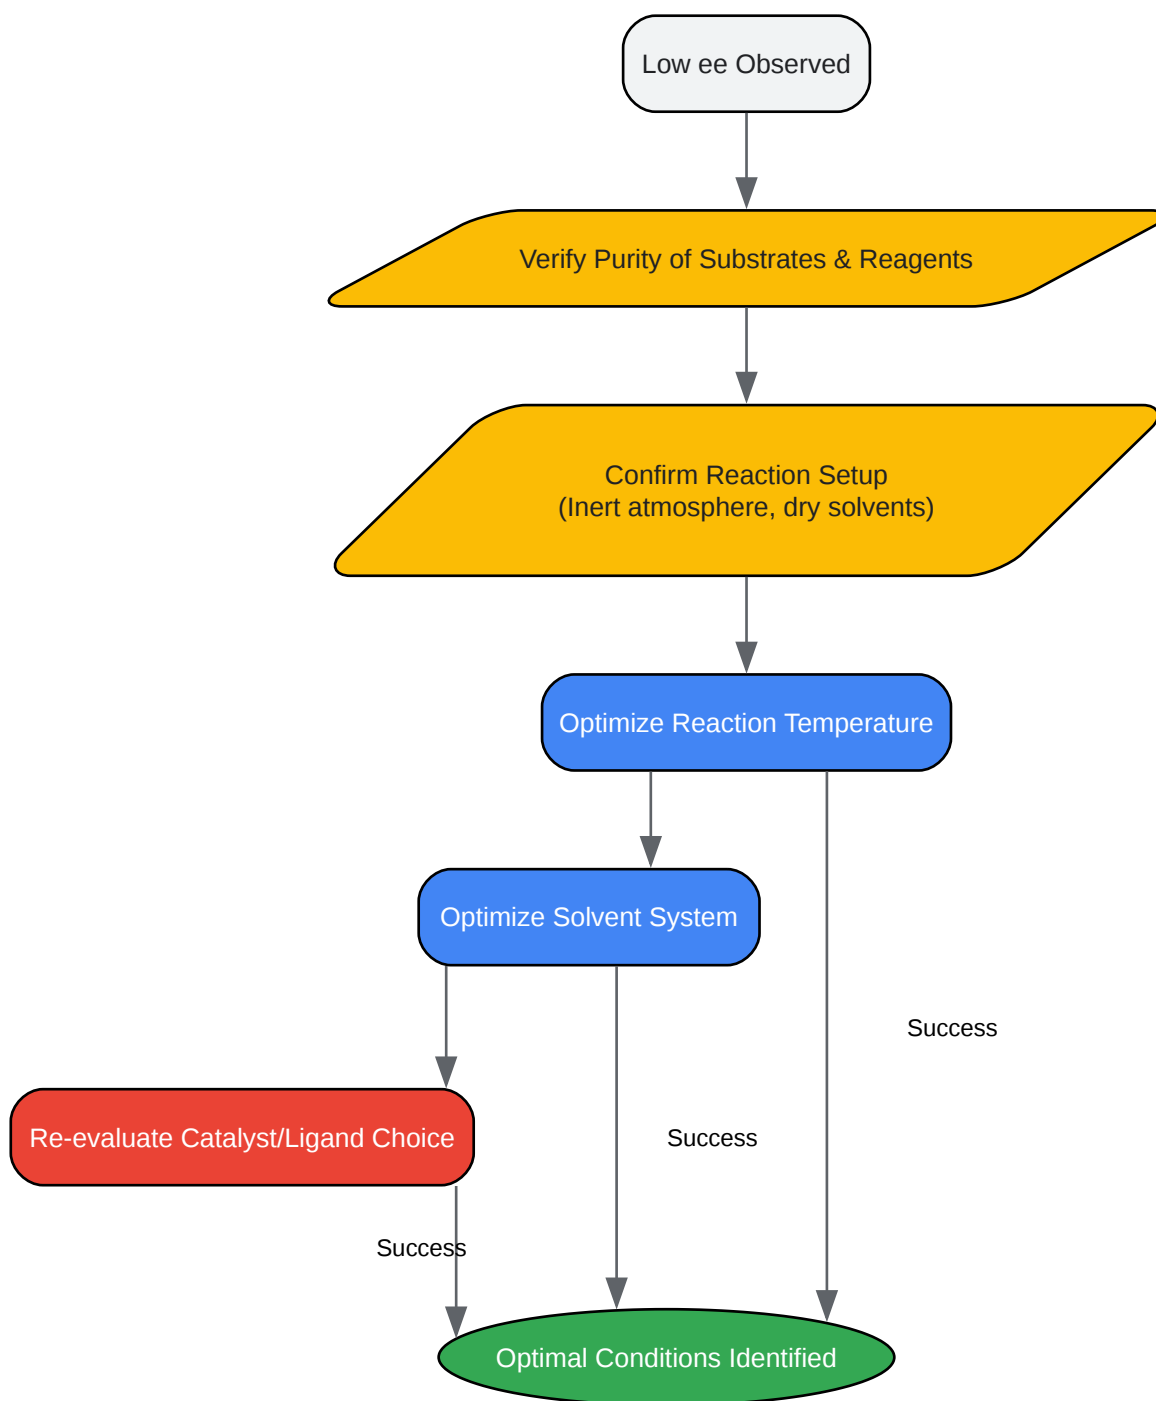 Low ee Observed
Verify Purity of Substrates & Reagents
Confirm Reaction Setup
(Inert atmosphere, dry solvents)
Optimize Reaction Temperature
Optimize Solvent System
Success
Re-evaluate Catalyst/Ligand Choice
Success
Success
Optimal Conditions Identified